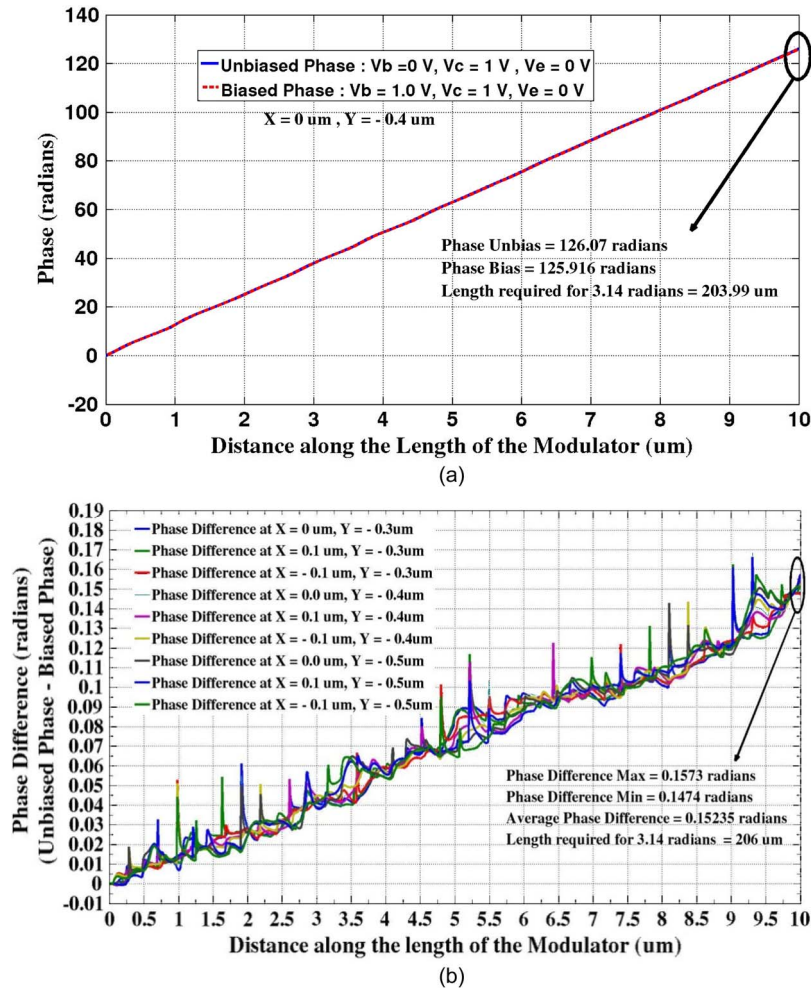 140
120
100
80
60
40
20
0
-20
Phase (radians)
Unbiased Phase : Vb =0 V, Vc = 1 V , Ve = 0 V
Biased Phase : Vb = 1.0 V, Vc = 1 V, Ve = 0 V
X = 0 um , Y = - 0.4 um
Phase Unbias = 126.07 radians
Phase Bias = 125.916 radians
Length required for 3.14 radians = 203.99 um
0 1 2 3 4 5 6 7 8 9 10
Distance along the Length of the Modulator (um)
(a)
0.19
0.18
0.17
0.16
0.15
0.14
0.13
0.12
0.11
0.1
0.09
0.08
0.07
0.06
0.05
0.04
0.03
0.02
0.01
0
-0.01
Phase Difference (radians)
(Unbiased Phase - Biased Phase)
Phase Difference at X = 0 um, Y = - 0.3um
Phase Difference at X = 0.1 um, Y = - 0.3um
Phase Difference at X = - 0.1 um, Y = - 0.3um
Phase Difference at X = 0.0 um, Y = - 0.4um
Phase Difference at X = 0.1 um, Y = - 0.4um
Phase Difference at X = - 0.1 um, Y = - 0.4um
Phase Difference at X = 0.0 um, Y = - 0.5um
Phase Difference at X = 0.1 um, Y = - 0.5um
Phase Difference at X = - 0.1 um, Y = - 0.5um
Phase Difference Max = 0.1573 radians
Phase Difference Min = 0.1474 radians
Average Phase Difference = 0.15235 radians
Length required for 3.14 radians = 206 um
0 0.5 1 1.5 2 2.5 3 3.5 4 4.5 5 5.5 6 6.5 7 7.5 8 8.5 9 9.5 10
Distance along the length of the Modulator (um)
(b)